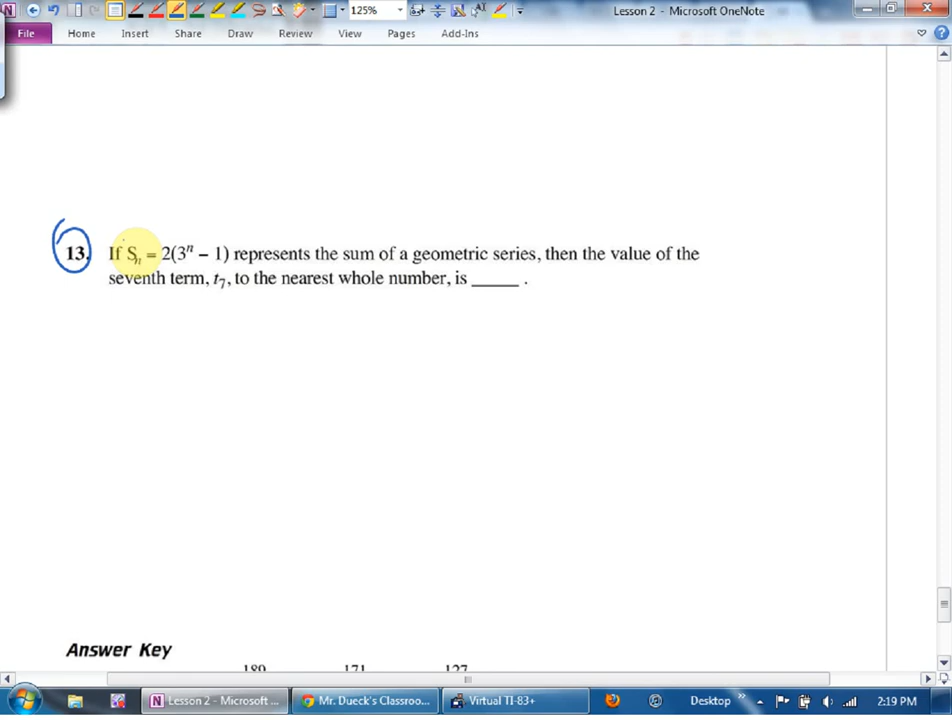 125%
Lesson 2 - Microsoft OneNote
File Home Insert Share Draw Review View Pages Add-Ins
13. If Sₙ = 2(3ⁿ – 1) represents the sum of a geometric series, then the value of the
seventh term, t₇, to the nearest whole number, is _____ .
Answer Key
189 171 127
Lesson 2 - Microsoft ... Mr. Dueck's Classroo... Virtual TI-83+ Desktop 2:19 PM